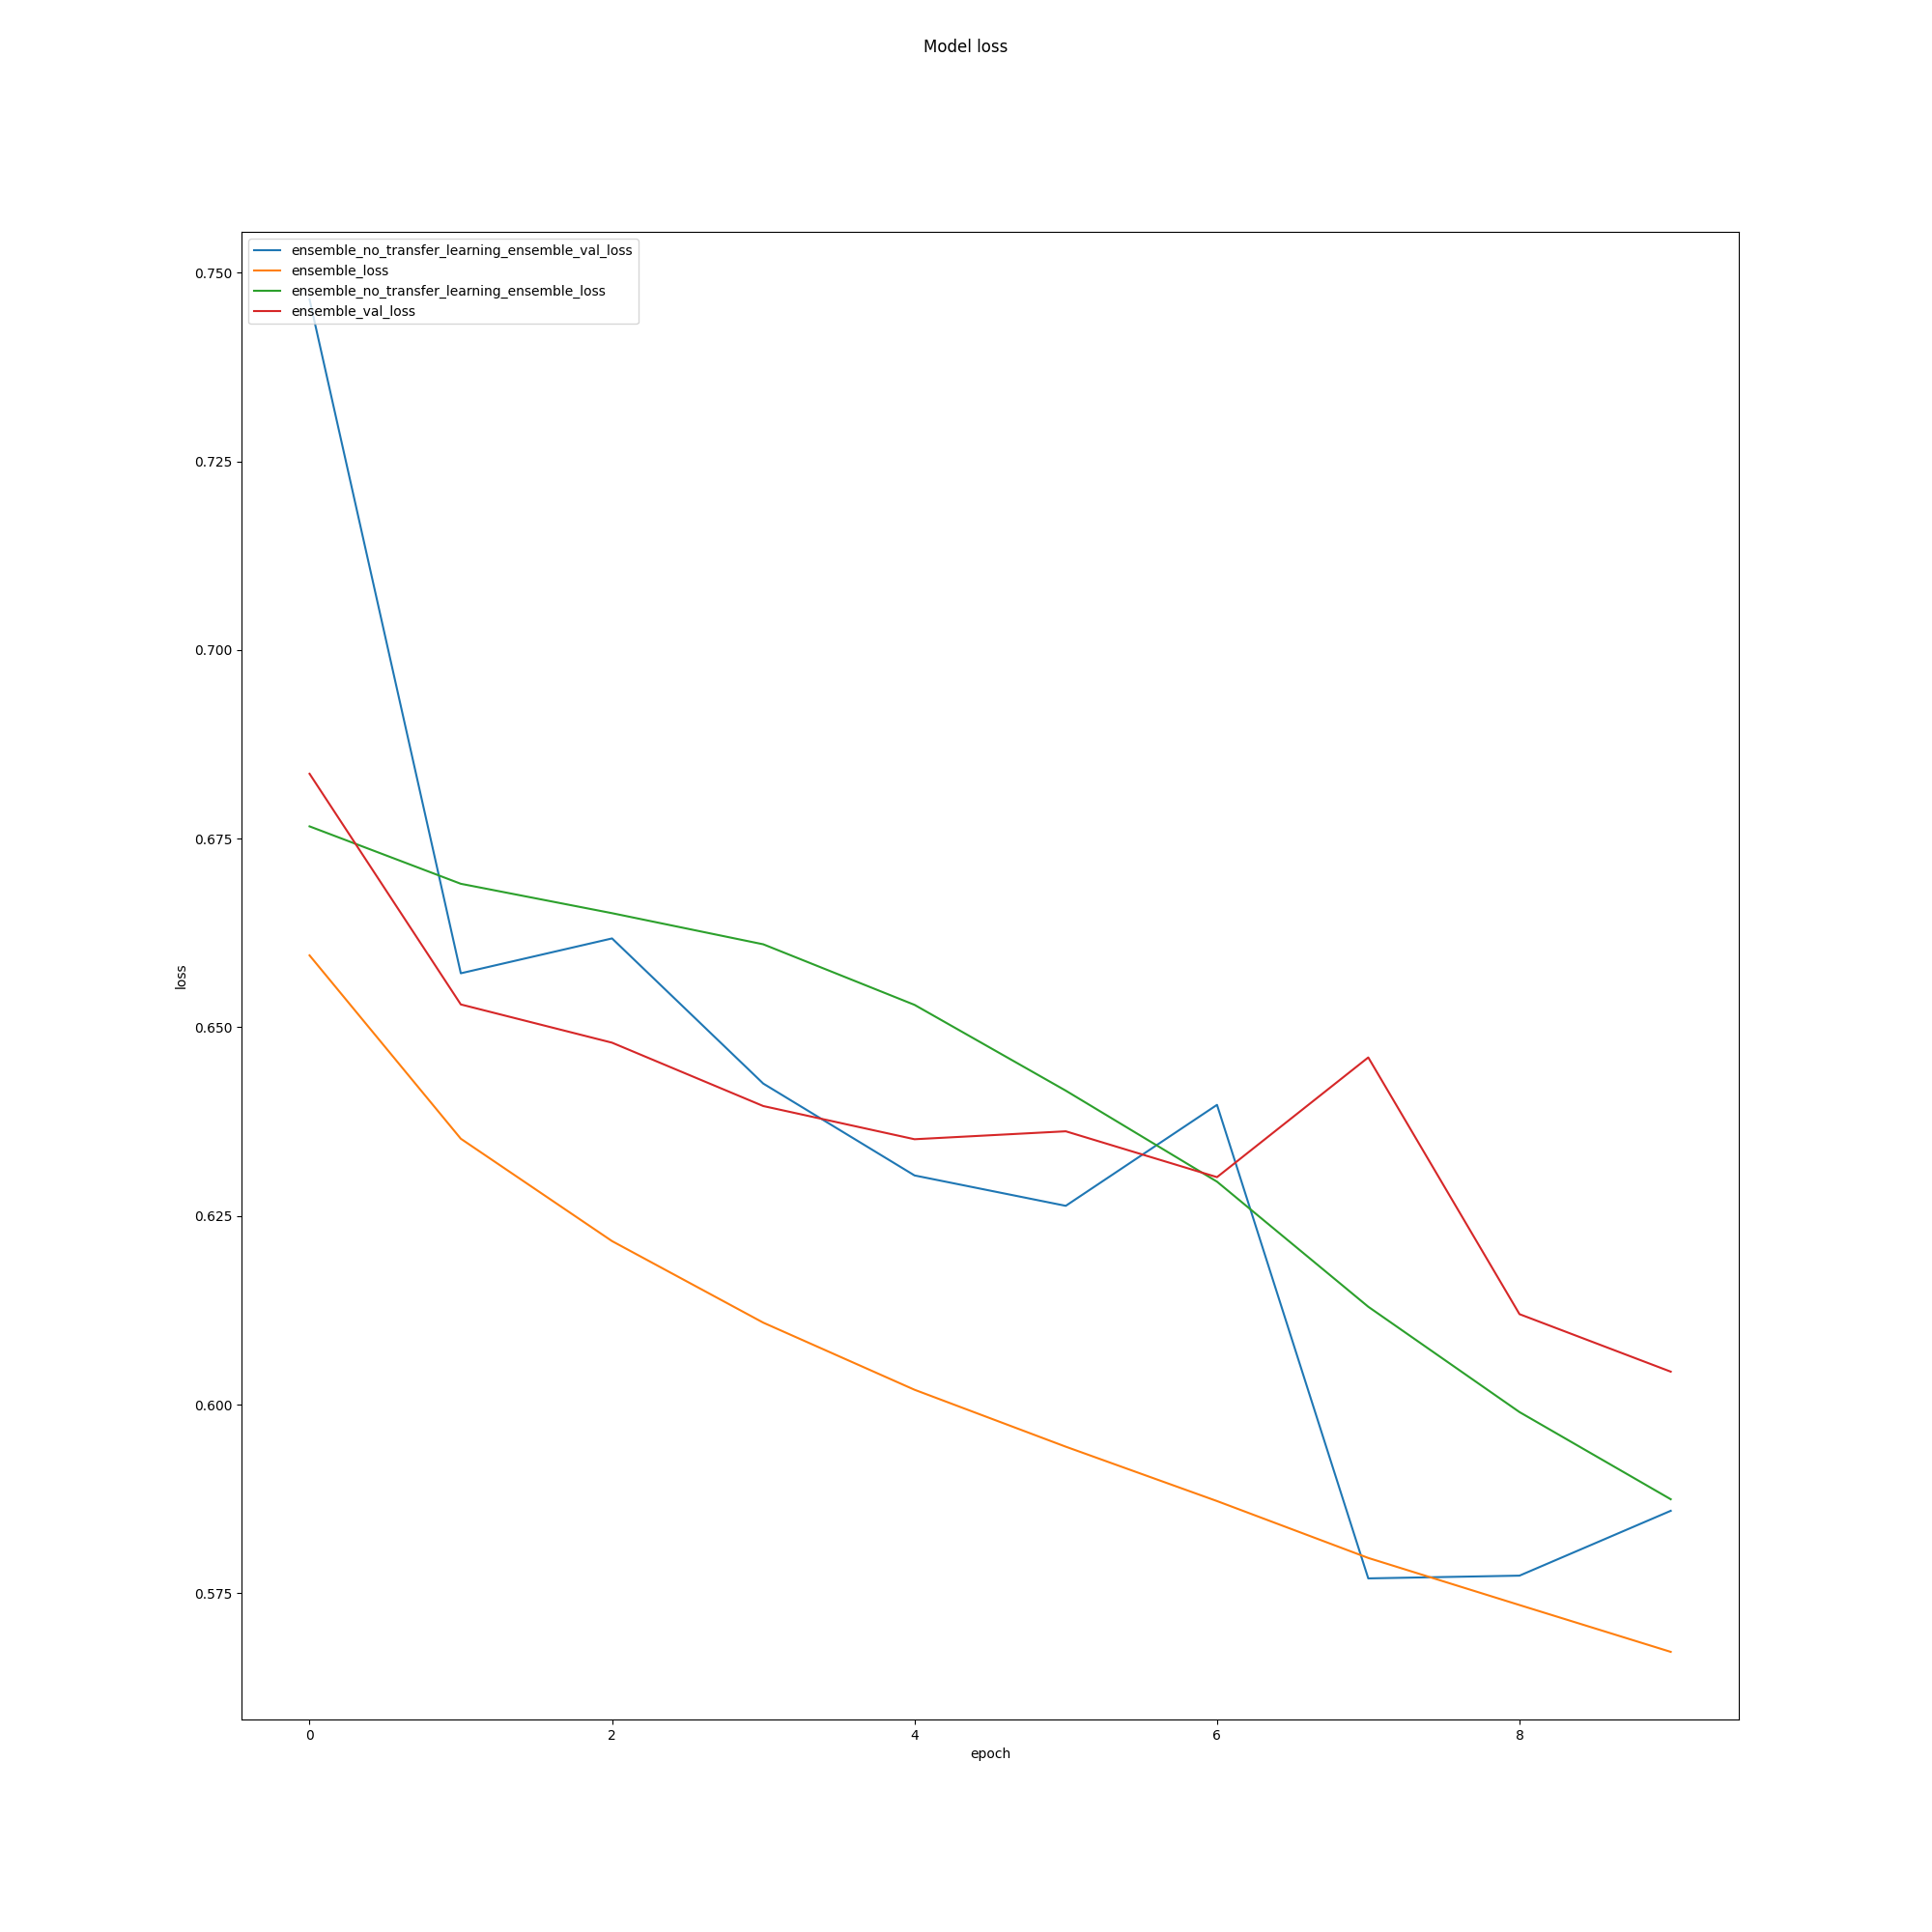 Model loss
ensemble_no_transfer_learning_ensemble_val_loss
ensemble_loss
ensemble_no_transfer_learning_ensemble_loss
ensemble_val_loss
0.750
0.725
0.700
0.675
0.650
0.625
0.600
0.575
loss
0 2 4 6 8
epoch